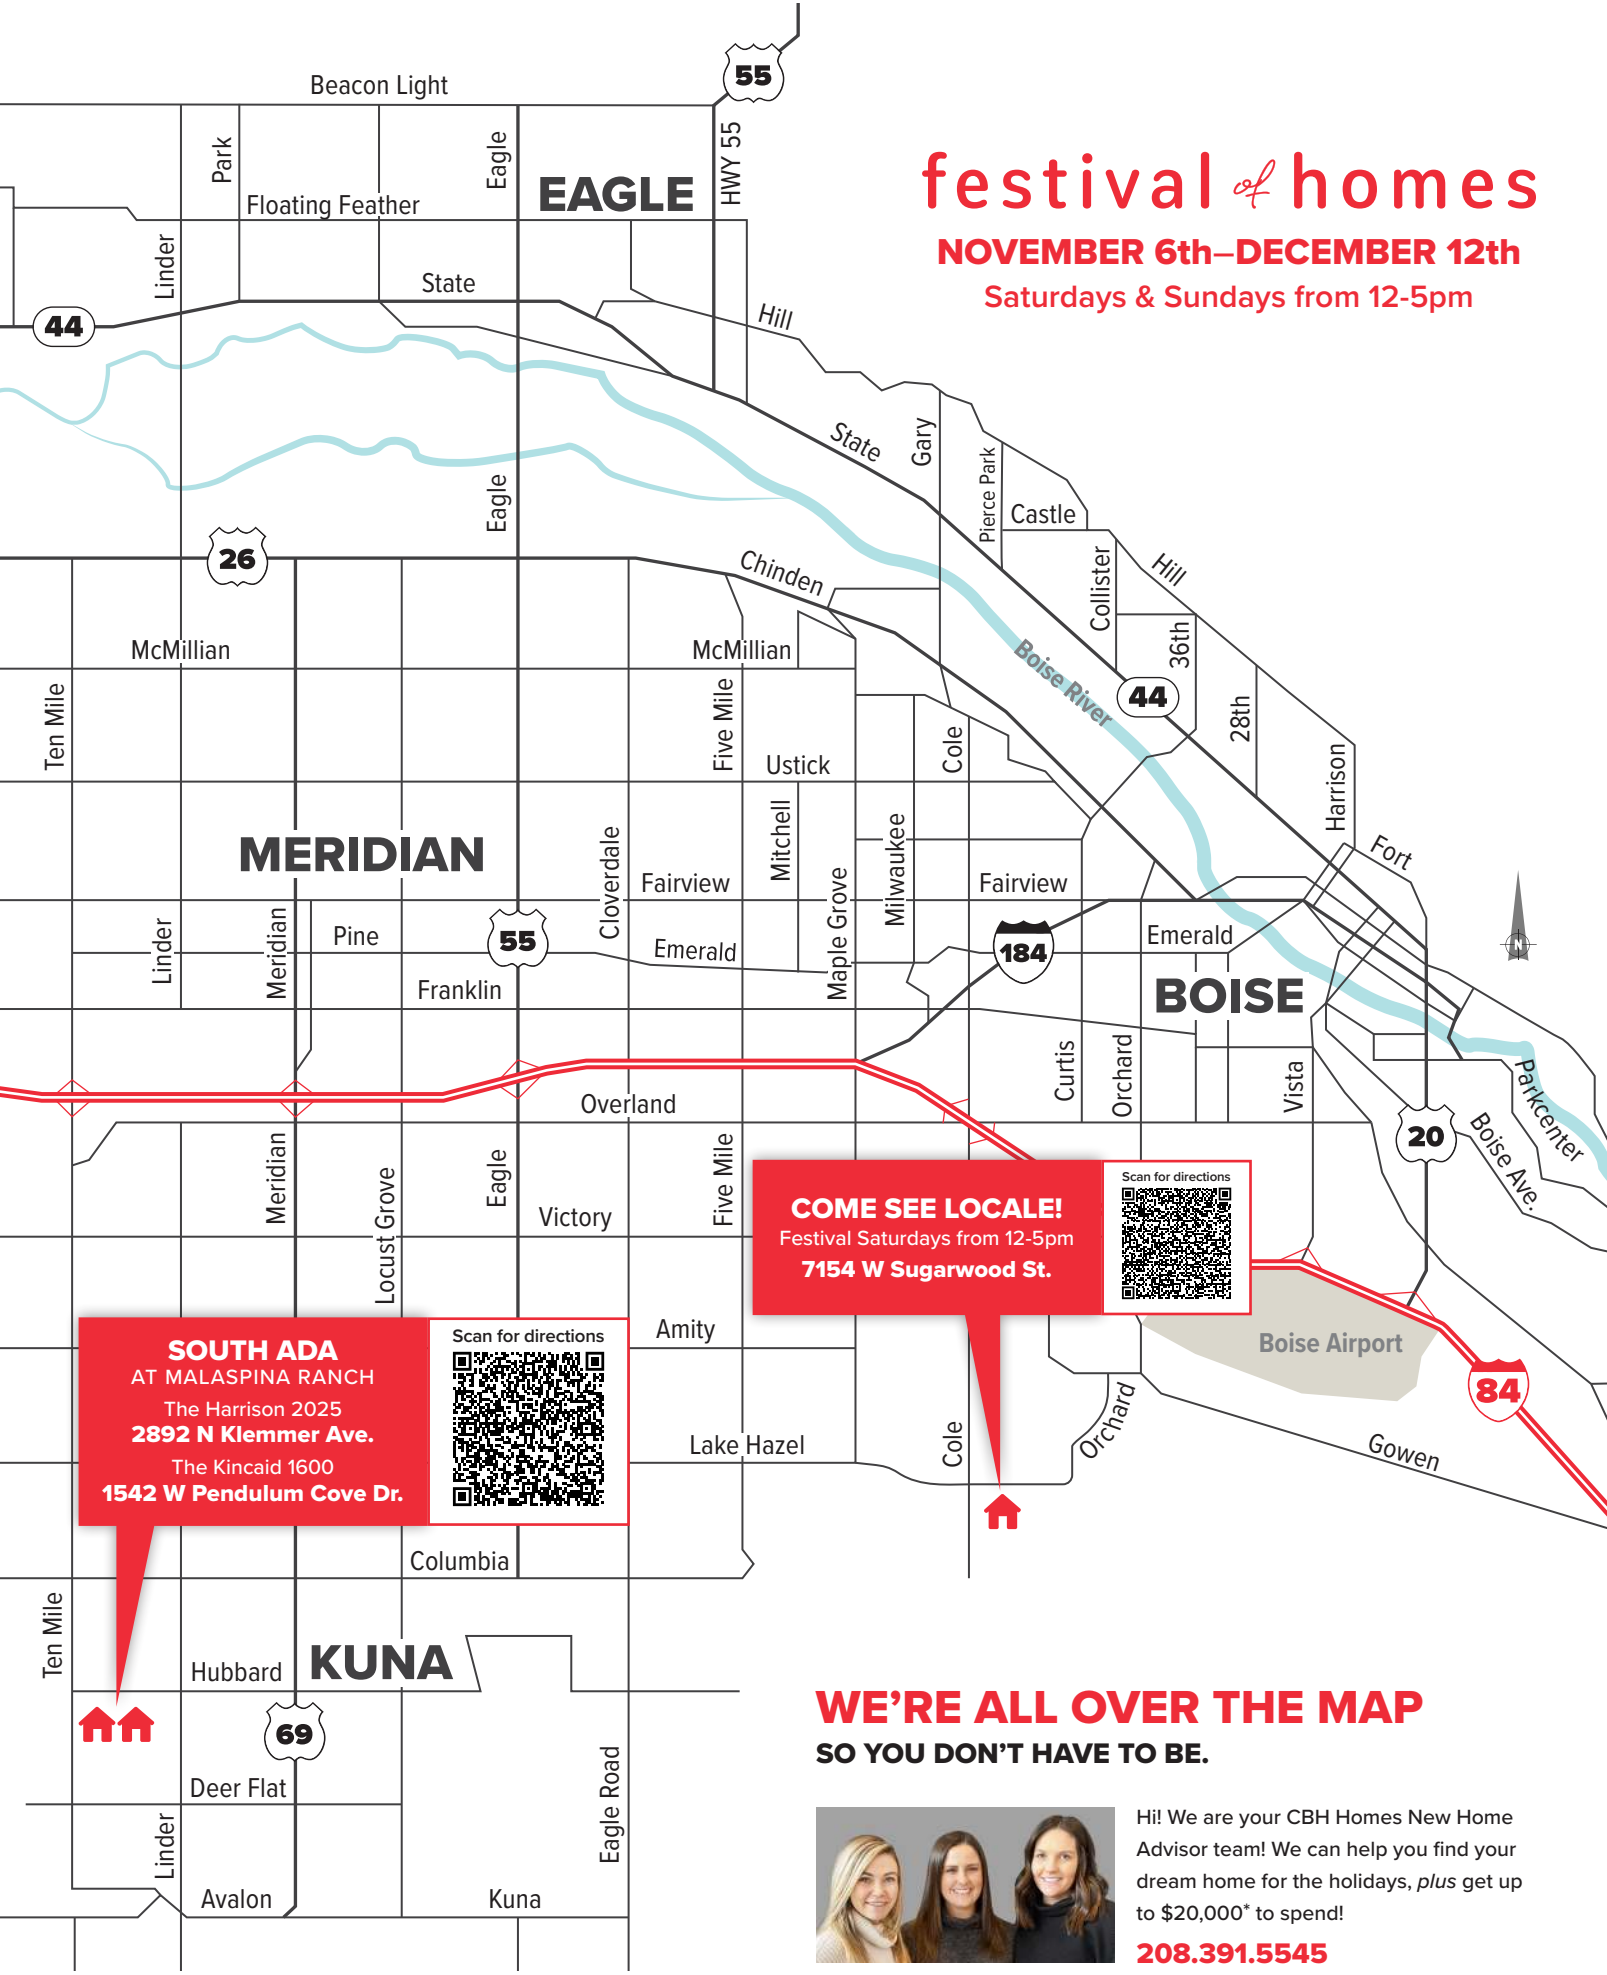 55
Beacon Light
Park
Eagle
HWY 55
EAGLE
festival of homes
NOVEMBER 6th–DECEMBER 12th
Saturdays & Sundays from 12-5pm
Floating Feather
Linder
State
44
Hill
State
Gary
Pierce Park
Castle
Eagle
26
Chinden
Collister
Hill
36th
McMillian
McMillian
Boise River
44
28th
Ten Mile
Five Mile
Ustick
Cole
Harrison
MERIDIAN
Cloverdale
Mitchell
Milwaukee
Fort
Fairview
Fairview
Maple Grove
Linder
Meridian
Pine
55
Emerald
184
Emerald
N
Franklin
BOISE
Curtis
Orchard
Vista
Overland
Parkcenter
20
Boise Ave.
Meridian
Locust Grove
Eagle
Victory
Five Mile
COME SEE LOCALE!
Festival Saturdays from 12-5pm
7154 W Sugarwood St.
Scan for directions
Amity
Boise Airport
84
SOUTH ADA
AT MALASPINA RANCH
The Harrison 2025
2892 N Klemmer Ave.
The Kincaid 1600
1542 W Pendulum Cove Dr.
Scan for directions
Lake Hazel
Cole
Orchard
Gowen
Columbia
Ten Mile
Hubbard
KUNA
69
Deer Flat
Linder
Eagle Road
Avalon
Kuna
WE'RE ALL OVER THE MAP
SO YOU DON'T HAVE TO BE.
Hi! We are your CBH Homes New Home
Advisor team! We can help you find your
dream home for the holidays, plus get up
to $20,000* to spend!
208.391.5545